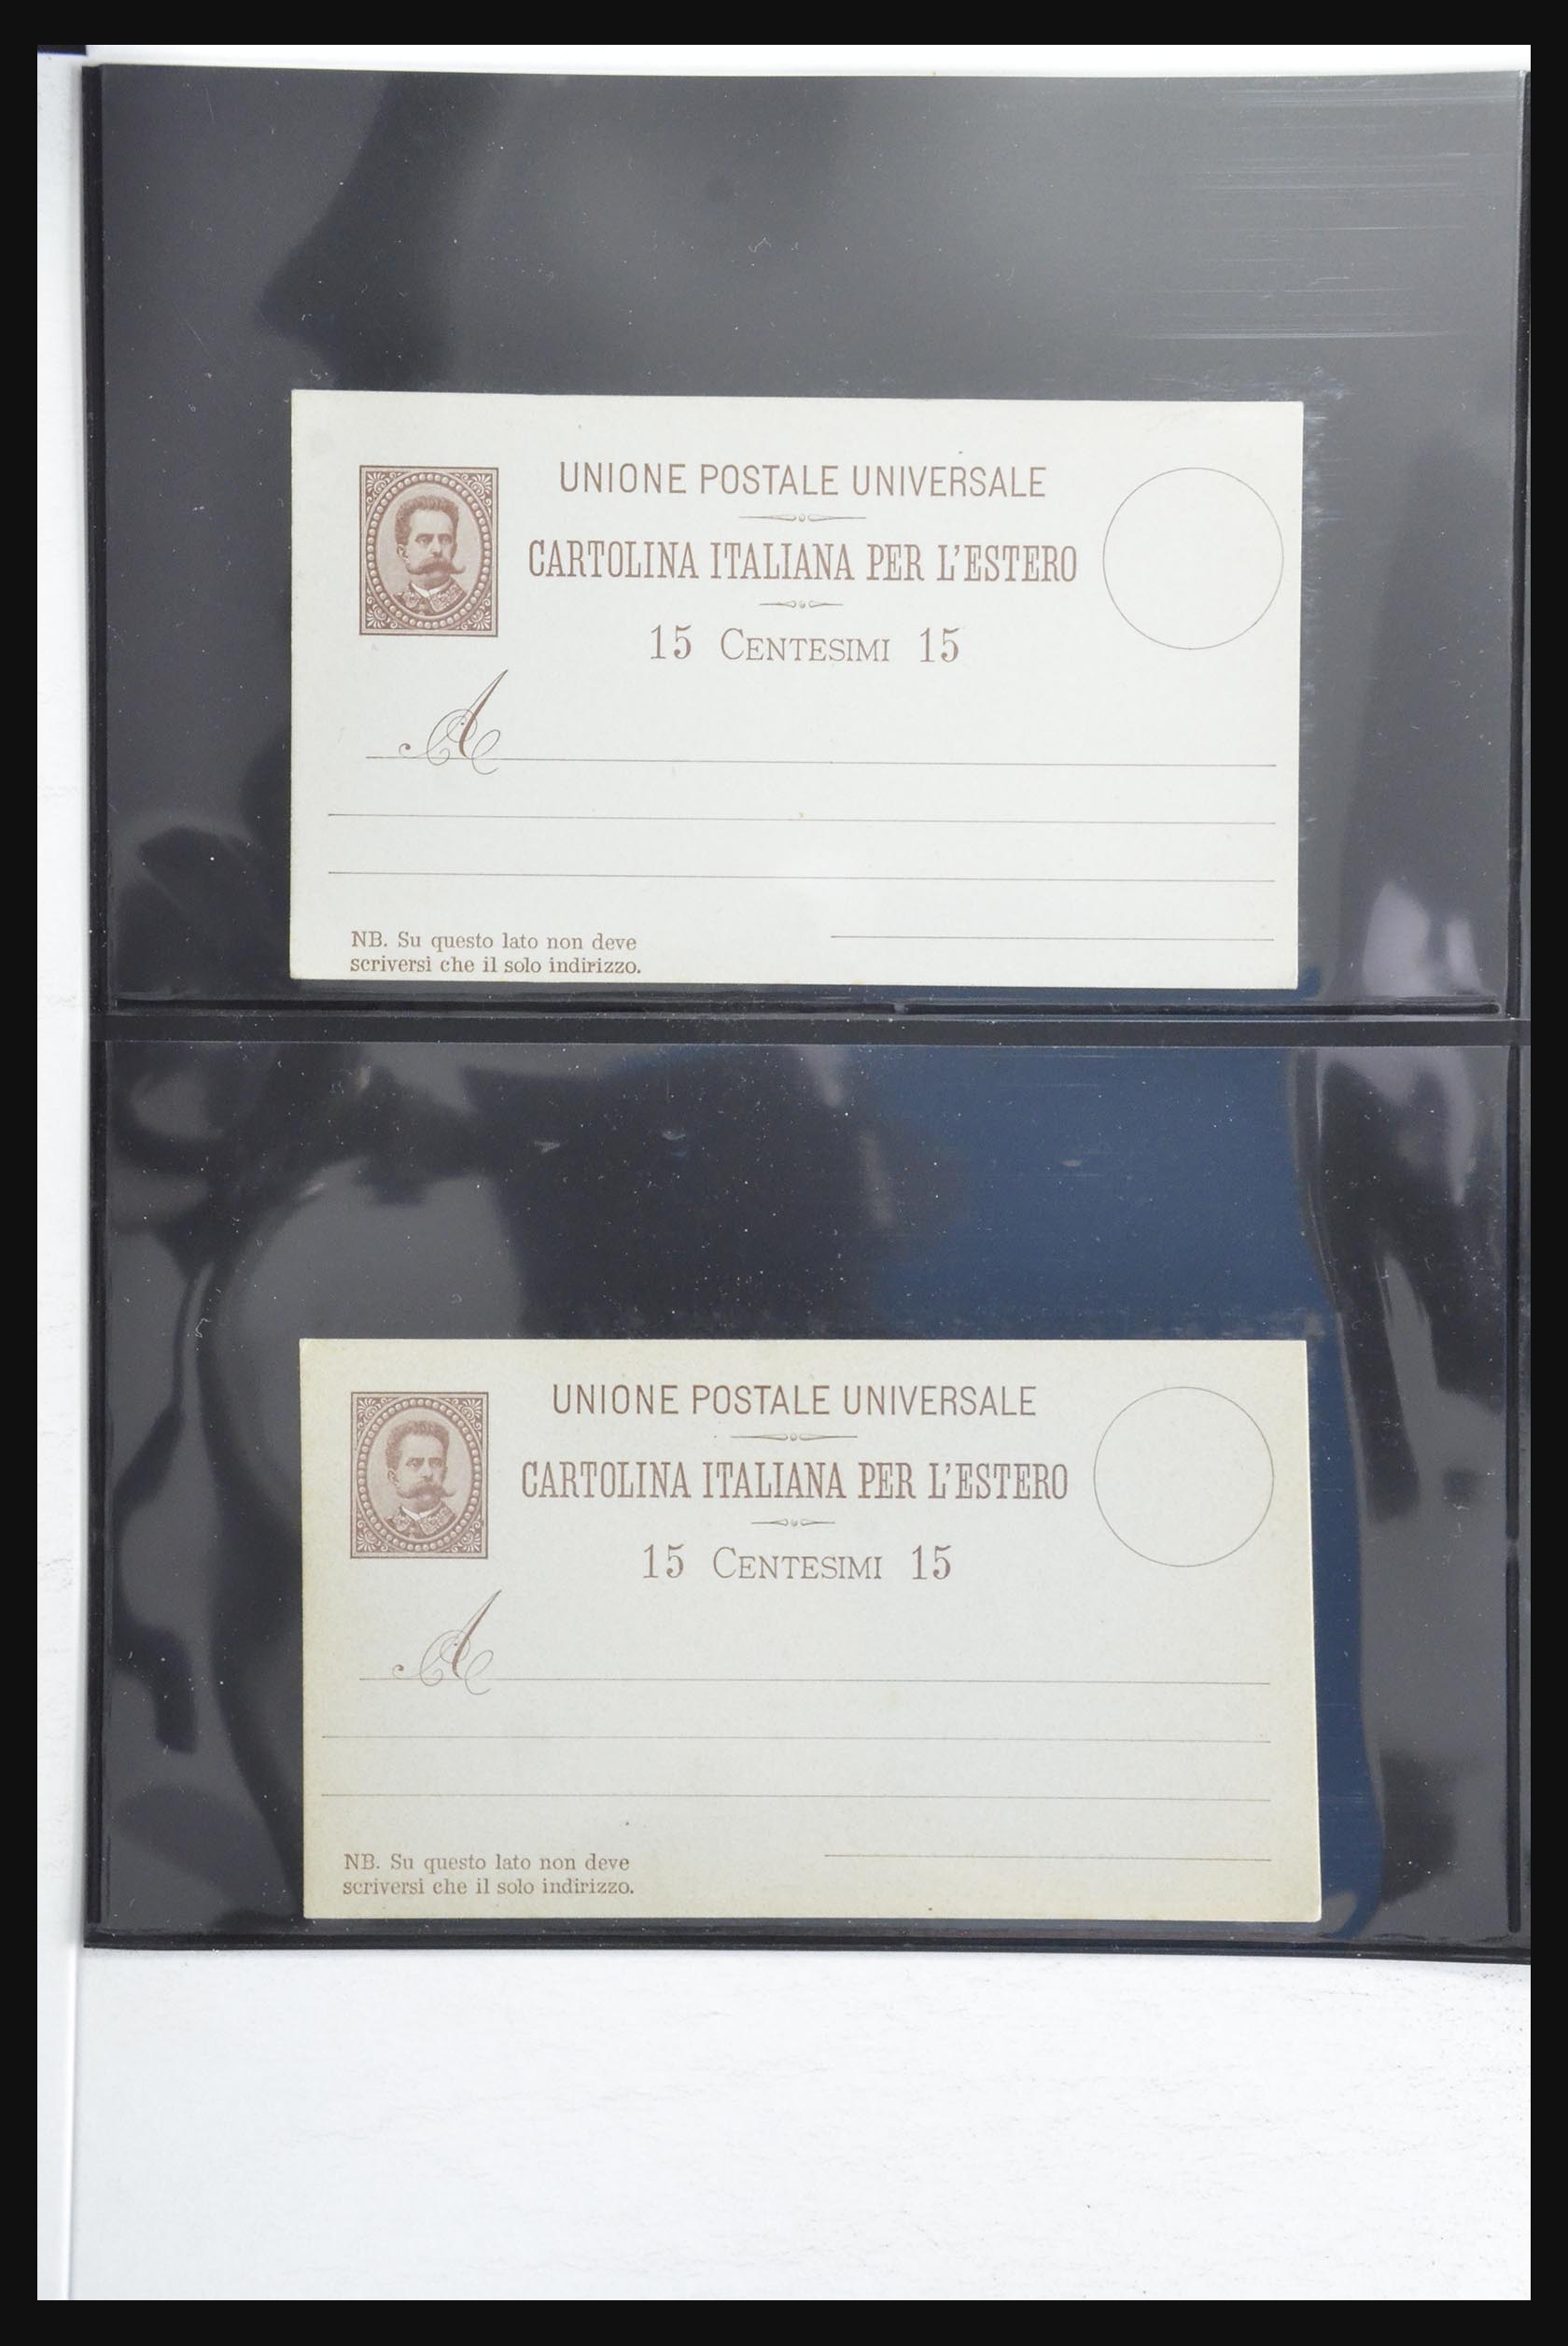 UNIONE POSTALE UNIVERSALE
CARTOLINA ITALIANA PER L'ESTERO
15 CENTESIMI 15
A
NB. Su questo lato non deve
scriversi che il solo indirizzo.
UNIONE POSTALE UNIVERSALE
CARTOLINA ITALIANA PER L'ESTERO
15 CENTESIMI 15
A
NB. Su questo lato non deve
scriversi che il solo indirizzo.